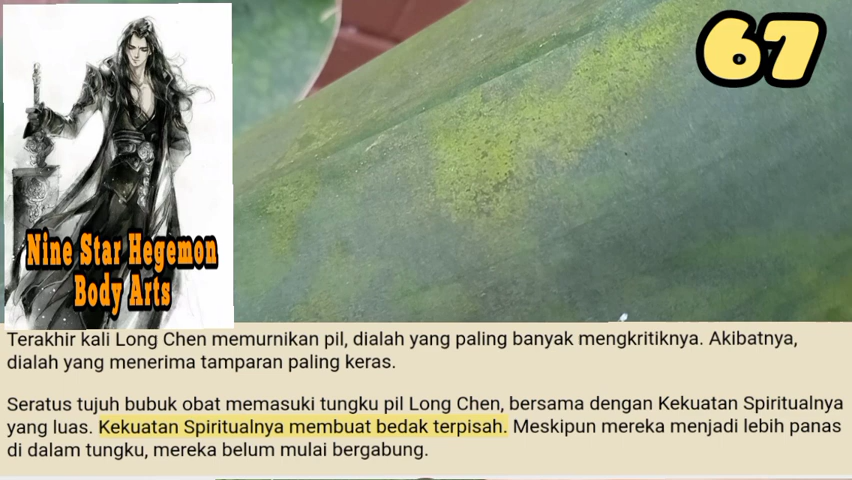 67
Nine Star Hegemon
Body Arts
Terakhir kali Long Chen memurnikan pil, dialah yang paling banyak mengkritiknya. Akibatnya,
dialah yang menerima tamparan paling keras.
Seratus tujuh bubuk obat memasuki tungku pil Long Chen, bersama dengan Kekuatan Spiritualnya
yang luas. Kekuatan Spiritualnya membuat bedak terpisah. Meskipun mereka menjadi lebih panas
di dalam tungku, mereka belum mulai bergabung.